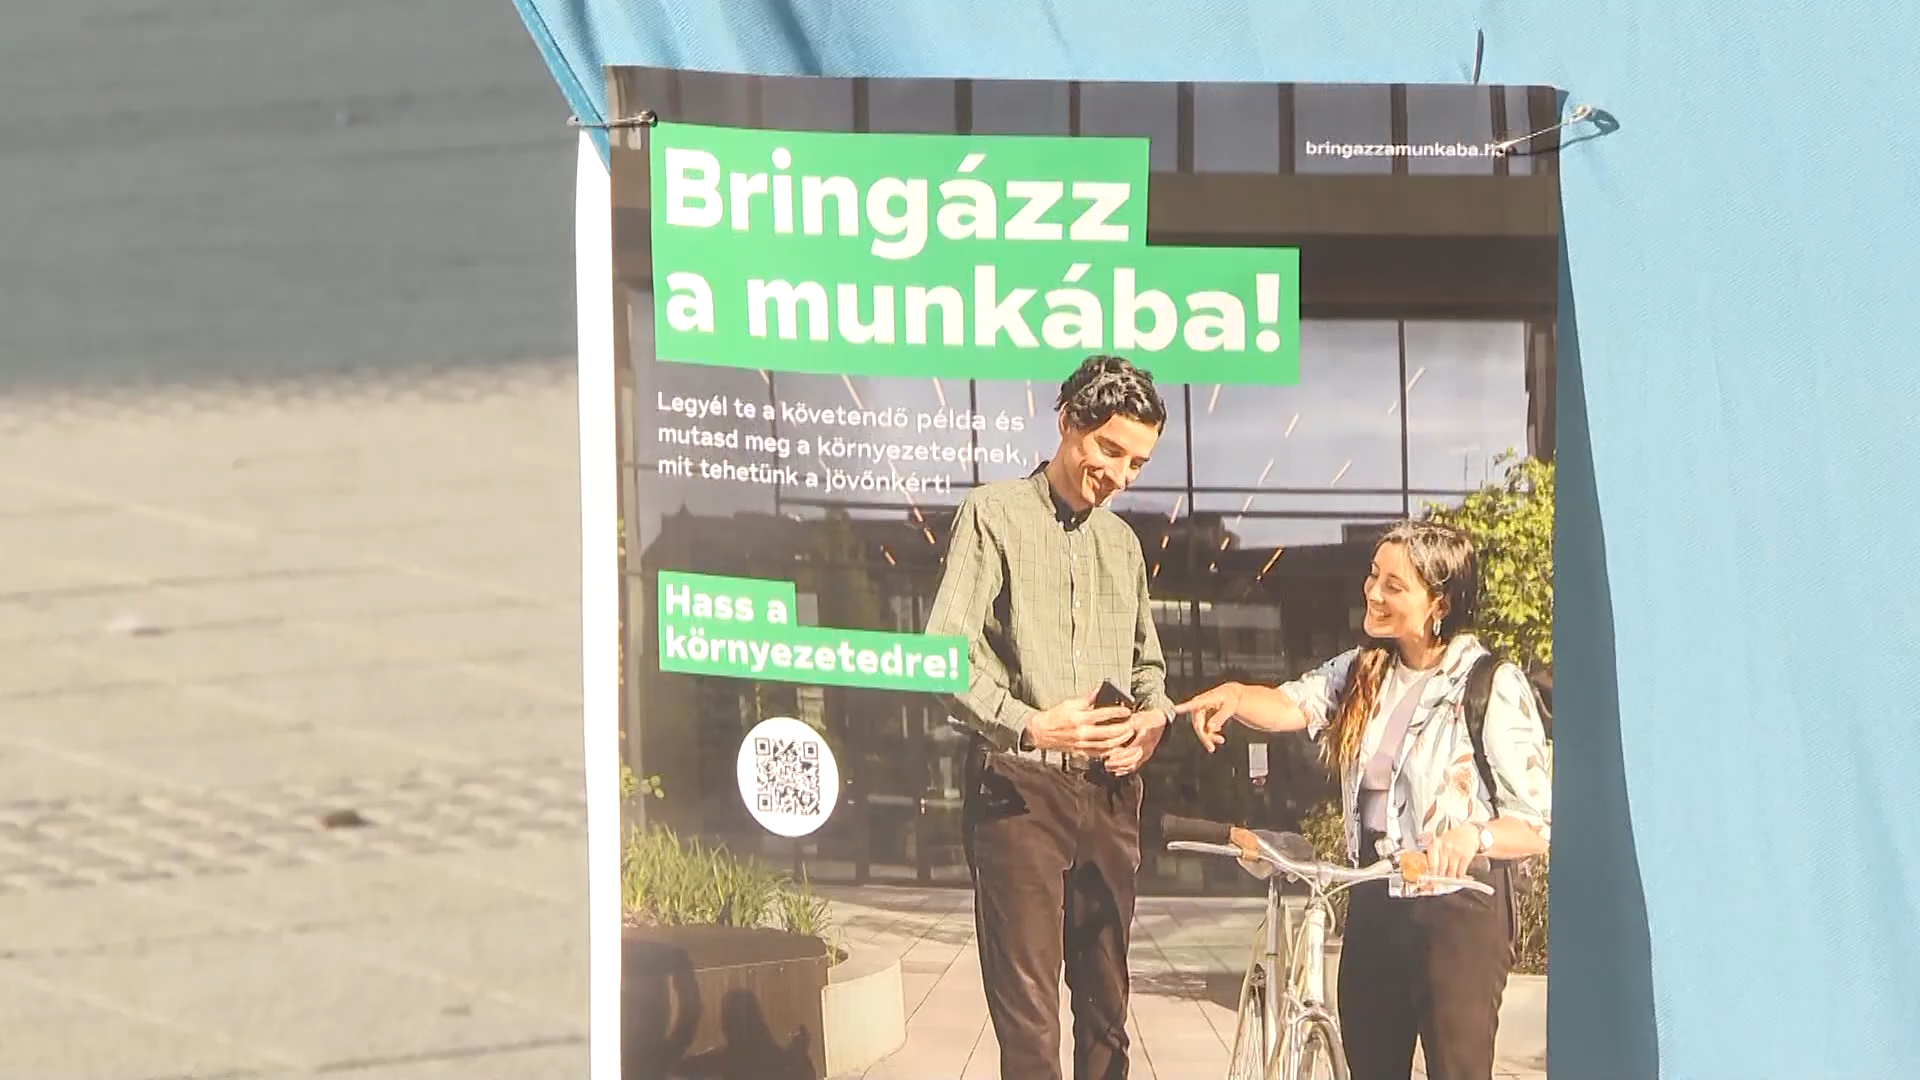 bringazzamunkaba.hu
Bringázz
a munkába!
Legyél te a követendő példa és
mutasd meg a környezetednek,
mit tehetünk a jövőnkért!
Hass a
környezetedre!